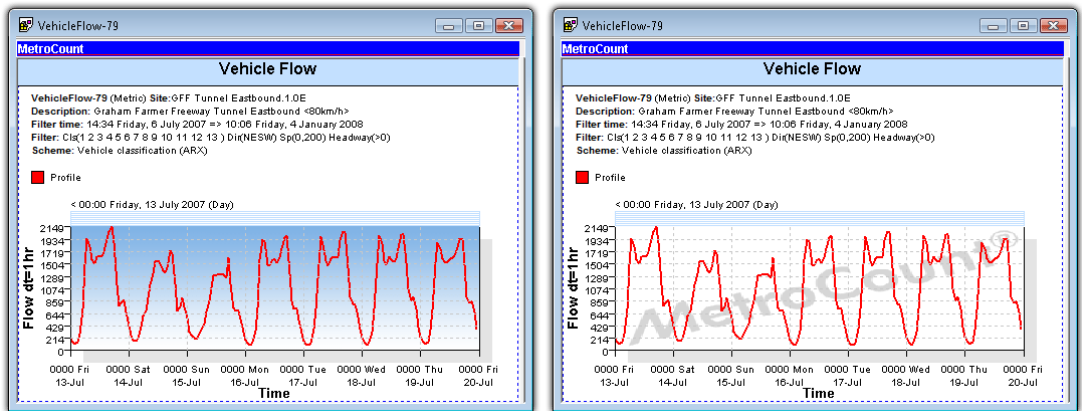 VehicleFlow-79
MetroCount
Vehicle Flow
VehicleFlow-79 (Metric) Site:GFF Tunnel Eastbound.1.0E
Description: Graham Farmer Freeway Tunnel Eastbound <80km/h>
Filter time: 14:34 Friday, 6 July 2007 => 10:06 Friday, 4 January 2008
Filter: Cls(1 2 3 4 5 6 7 8 9 10 11 12 13 ) Dir(NESW) Sp(0,200) Headway(>0)
Scheme: Vehicle classification (ARX)
Profile
< 00:00 Friday, 13 July 2007 (Day)
Flow dt=1hr
2149
1934
1719
1504
1289
1074
859
644
429
214
0
0000 Fri 0000 Sat 0000 Sun 0000 Mon 0000 Tue 0000 Wed 0000 Thu 0000 Fri
13-Jul 14-Jul 15-Jul 16-Jul 17-Jul 18-Jul 19-Jul 20-Jul
Time
VehicleFlow-79
MetroCount
Vehicle Flow
VehicleFlow-79 (Metric) Site:GFF Tunnel Eastbound.1.0E
Description: Graham Farmer Freeway Tunnel Eastbound <80km/h>
Filter time: 14:34 Friday, 6 July 2007 => 10:06 Friday, 4 January 2008
Filter: Cls(1 2 3 4 5 6 7 8 9 10 11 12 13 ) Dir(NESW) Sp(0,200) Headway(>0)
Scheme: Vehicle classification (ARX)
Profile
< 00:00 Friday, 13 July 2007 (Day)
Flow dt=1hr
2149
1934
1719
1504
1289
1074
859
644
429
214
0
MetroCount®
0000 Fri 0000 Sat 0000 Sun 0000 Mon 0000 Tue 0000 Wed 0000 Thu 0000 Fri
13-Jul 14-Jul 15-Jul 16-Jul 17-Jul 18-Jul 19-Jul 20-Jul
Time